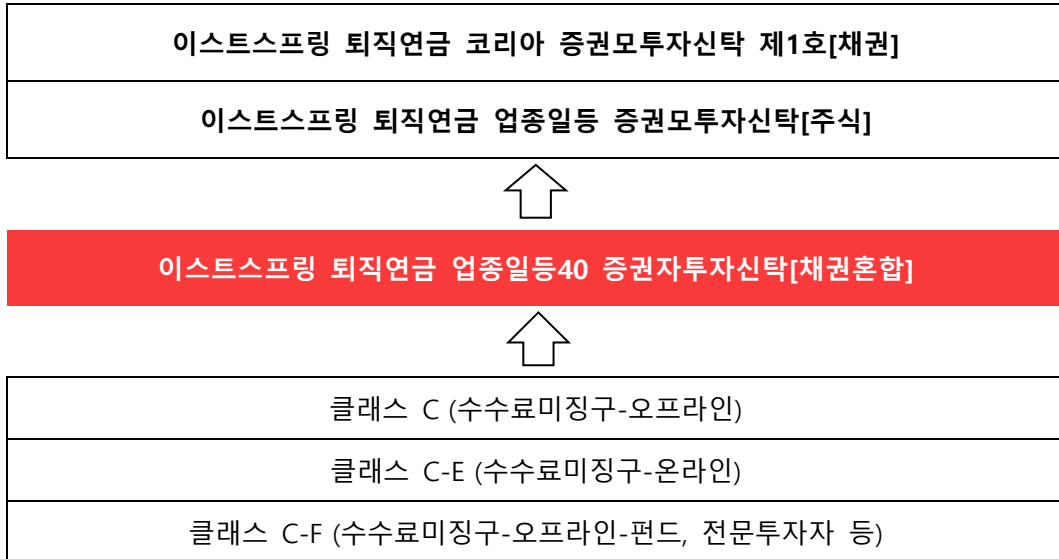 이스트스프링 퇴직연금 코리아 증권모투자신탁 제1호[채권]
이스트스프링 퇴직연금 업종일등 증권모투자신탁[주식]
이스트스프링 퇴직연금 업종일등40 증권자투자신탁[채권혼합]
클래스 C (수수료미징구-오프라인)
클래스 C-E (수수료미징구-온라인)
클래스 C-F (수수료미징구-오프라인-펀드, 전문투자자 등)